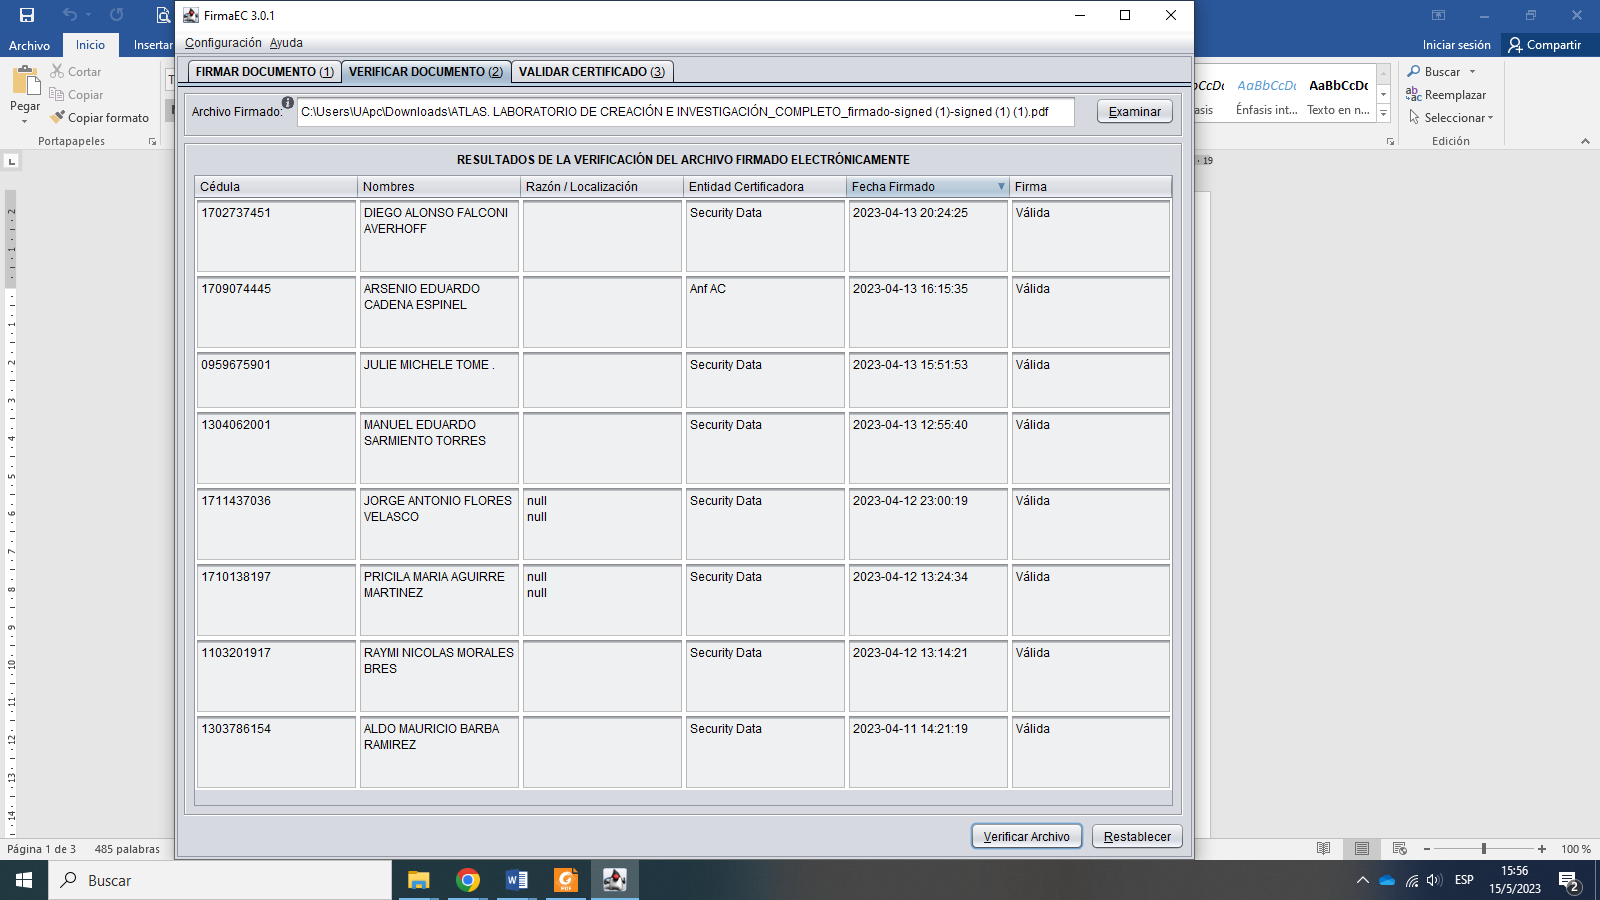 FirmaEC 3.0.1
Archivo
Inicio
Insertar
Iniciar sesión
Compartir
Configuración Ayuda
Pegar
Cortar
Copiar
Copiar formato
Portapapeles
FIRMAR DOCUMENTO (1)
VERIFICAR DOCUMENTO (2)
VALIDAR CERTIFICADO (3)
Archivo Firmado:
C:\Users\UApc\Downloads\ATLAS. LABORATORIO DE CREACIÓN E INVESTIGACIÓN_COMPLETO_firmado-signed (1)-signed (1) (1).pdf
Examinar
AaBbCcDc
AaBbCcDc
Énfasis int...
Texto en n...
Buscar
Reemplazar
Seleccionar
Edición
RESULTADOS DE LA VERIFICACIÓN DEL ARCHIVO FIRMADO ELECTRÓNICAMENTE
Cédula Nombres Razón / Localización Entidad Certificadora Fecha Firmado Firma
1702737451 DIEGO ALONSO FALCONI Security Data 2023-04-13 20:24:25 Válida
AVERHOFF
1709074445 ARSENIO EDUARDO Anf AC 2023-04-13 16:15:35 Válida
CADENA ESPINEL
0959675901 JULIE MICHELE TOME . Security Data 2023-04-13 15:51:53 Válida
1304062001 MANUEL EDUARDO Security Data 2023-04-13 12:55:40 Válida
SARMIENTO TORRES
1711437036 JORGE ANTONIO FLORES null Security Data 2023-04-12 23:00:19 Válida
VELASCO null
1710138197 PRICILA MARIA AGUIRRE null Security Data 2023-04-12 13:24:34 Válida
MARTINEZ null
1103201917 RAYMI NICOLAS MORALES Security Data 2023-04-12 13:14:21 Válida
BRES
1303786154 ALDO MAURICIO BARBA Security Data 2023-04-11 14:21:19 Válida
RAMIREZ
Verificar Archivo
Restablecer
Página 1 de 3 485 palabras
100 %
Buscar
ESP
15:56
15/5/2023
2